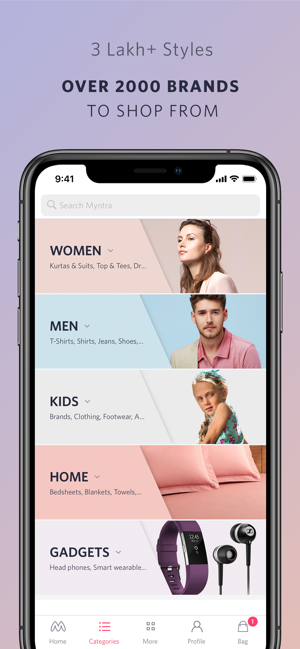 3 Lakh+ Styles
OVER 2000 BRANDS
TO SHOP FROM
9:41
Search Myntra
WOMEN
Kurtas & Suits, Top & Tees, Dr...
MEN
T-Shirts, Shirts, Jeans, Shoes,...
KIDS
Brands, Clothing, Footwear, A...
HOME
Bedsheets, Blankets, Towels,...
GADGETS
Head phones, Smart wearable...
1
Home Categories More Profile Bag